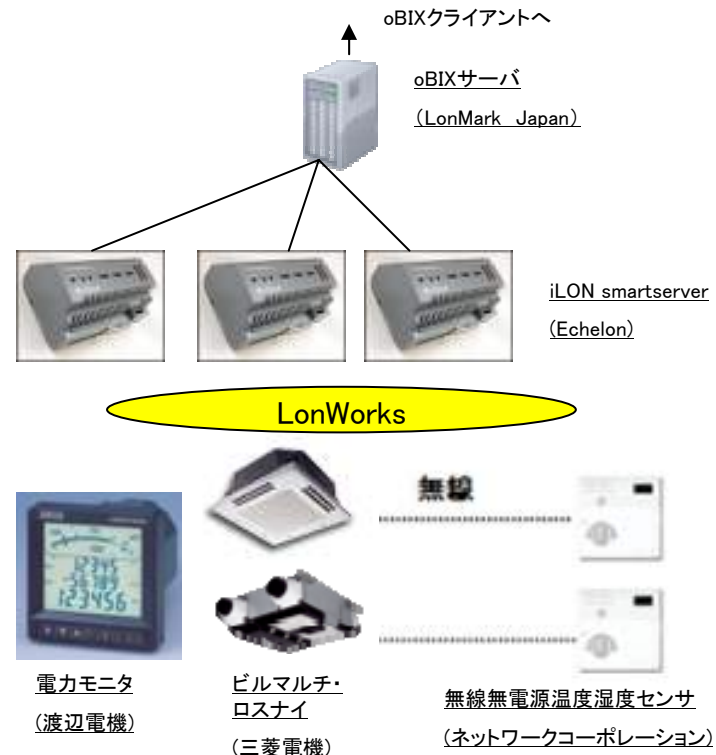 oBIXクライアントへ
oBIXサーバ
（LonMark Japan）
iLON smartserver
(Echelon)
LonWorks
無線
12345
56789
123456
電力モニタ
(渡辺電機)
ビルマルチ・
ロスナイ
(三菱電機)
無線無電源温度湿度センサ
(ネットワークコーポレーション)